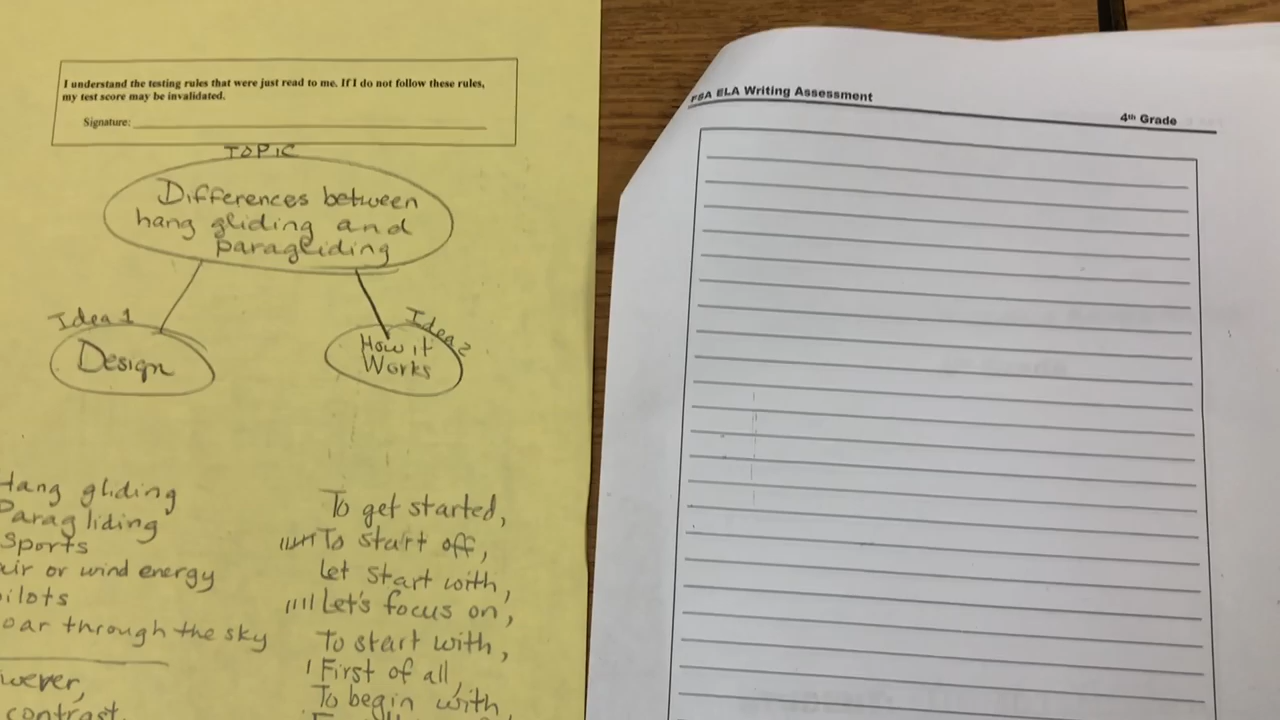 I understand the testing rules that were just read to me. If I do not follow these rules,
my test score may be invalidated.
Signature:
TOPIC
Differences between
hang gliding and
paragliding
Idea 1
Design
Idea 2
How it
Works
Hang gliding
Paragliding
Sports
air or wind energy
pilots
soar through the sky
However,
contrast,
To get started,
To start off,
Let start with,
Let's focus on,
To start with,
First of all,
To begin with,
FSA ELA Writing Assessment
4th Grade